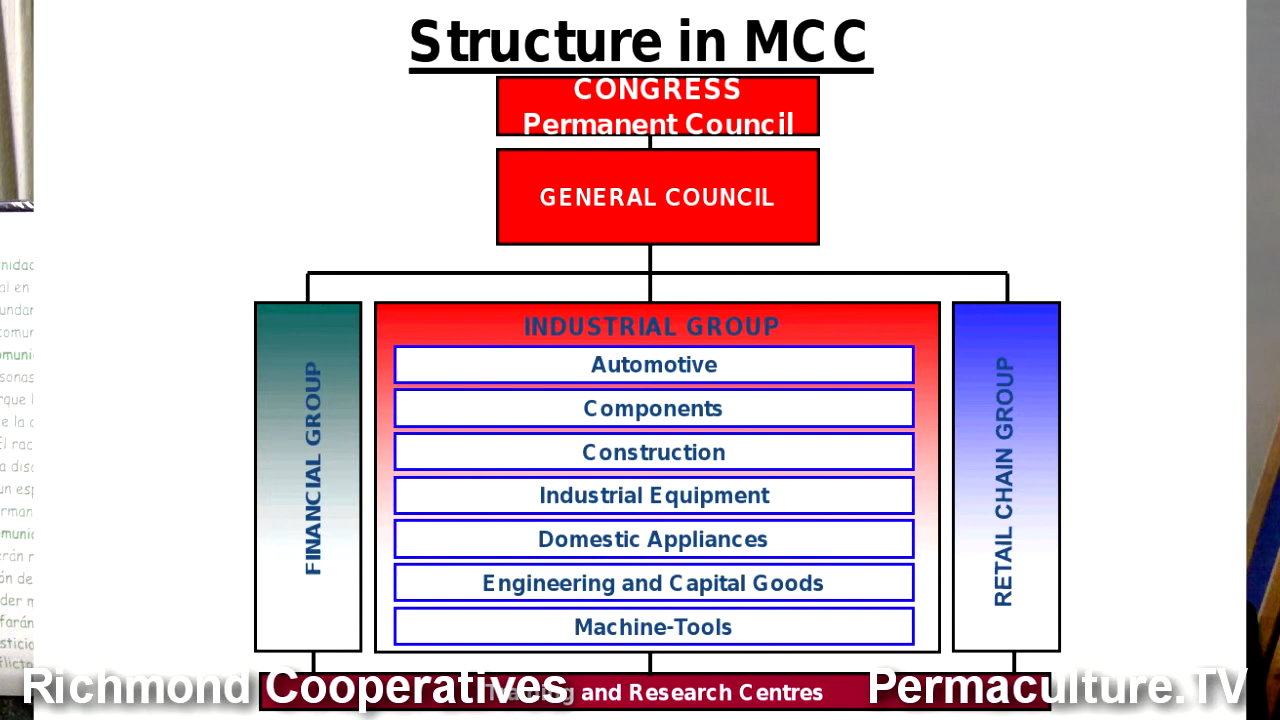 Structure in MCC
CONGRESS
Permanent Council
GENERAL COUNCIL
FINANCIAL GROUP
INDUSTRIAL GROUP
Automotive
Components
Construction
Industrial Equipment
Domestic Appliances
Engineering and Capital Goods
Machine-Tools
RETAIL CHAIN GROUP
and Research Centres
Richmond Cooperatives
Permaculture.TV